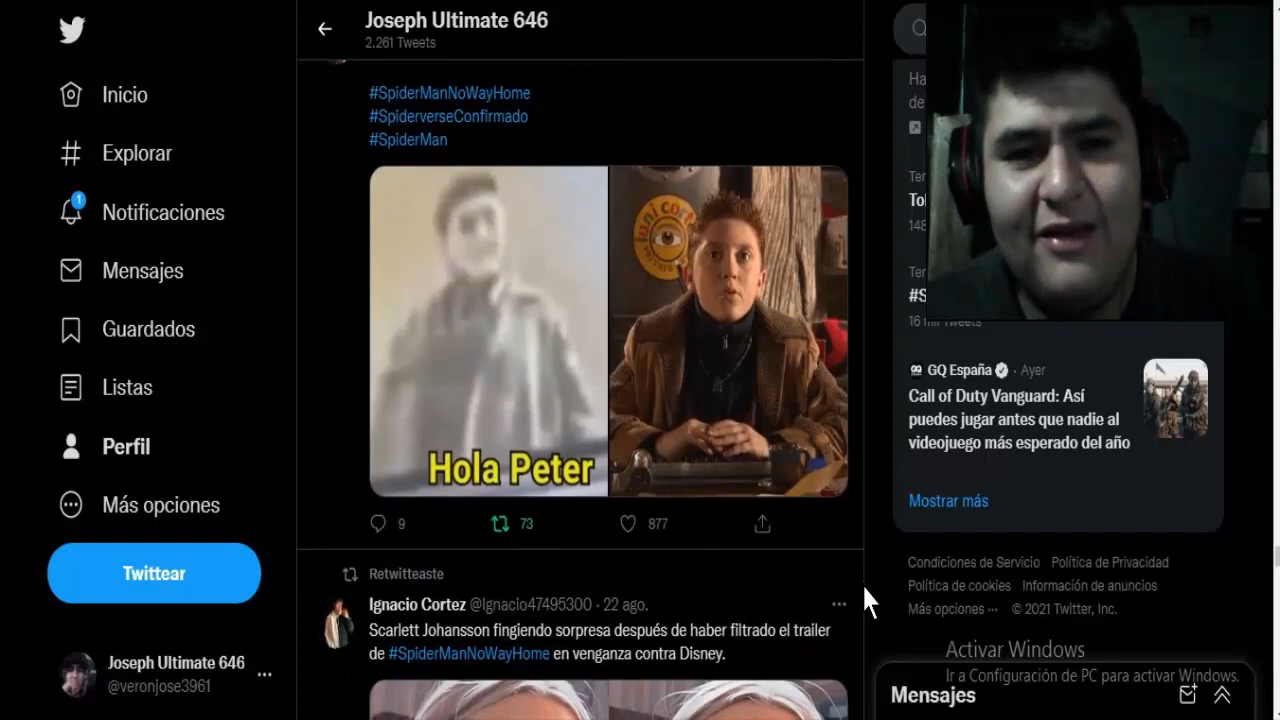 Joseph Ultimate 646
2.261 Tweets
Inicio
Explorar
1
Notificaciones
Mensajes
Guardados
Listas
Perfil
Más opciones
Twittear
Joseph Ultimate 646
@veronjose3961
#SpiderManNoWayHome
#SpiderverseConfirmado
#SpiderMan
Hola Peter
9
73
877
Retwitteaste
Ignacio Cortez @Ignacio47495300 · 22 ago.
Scarlett Johansson fingiendo sorpresa después de haber filtrado el trailer
de #SpiderManNoWayHome en venganza contra Disney.
de
#S
16 mil Tweets
GQ España · Ayer
Call of Duty Vanguard: Así
puedes jugar antes que nadie al
videojuego más esperado del año
Mostrar más
Condiciones de Servicio Política de Privacidad
Política de cookies Información de anuncios
Más opciones ··· © 2021 Twitter, Inc.
Activar Windows
Ir a Configuración de PC para activar Windows.
Mensajes